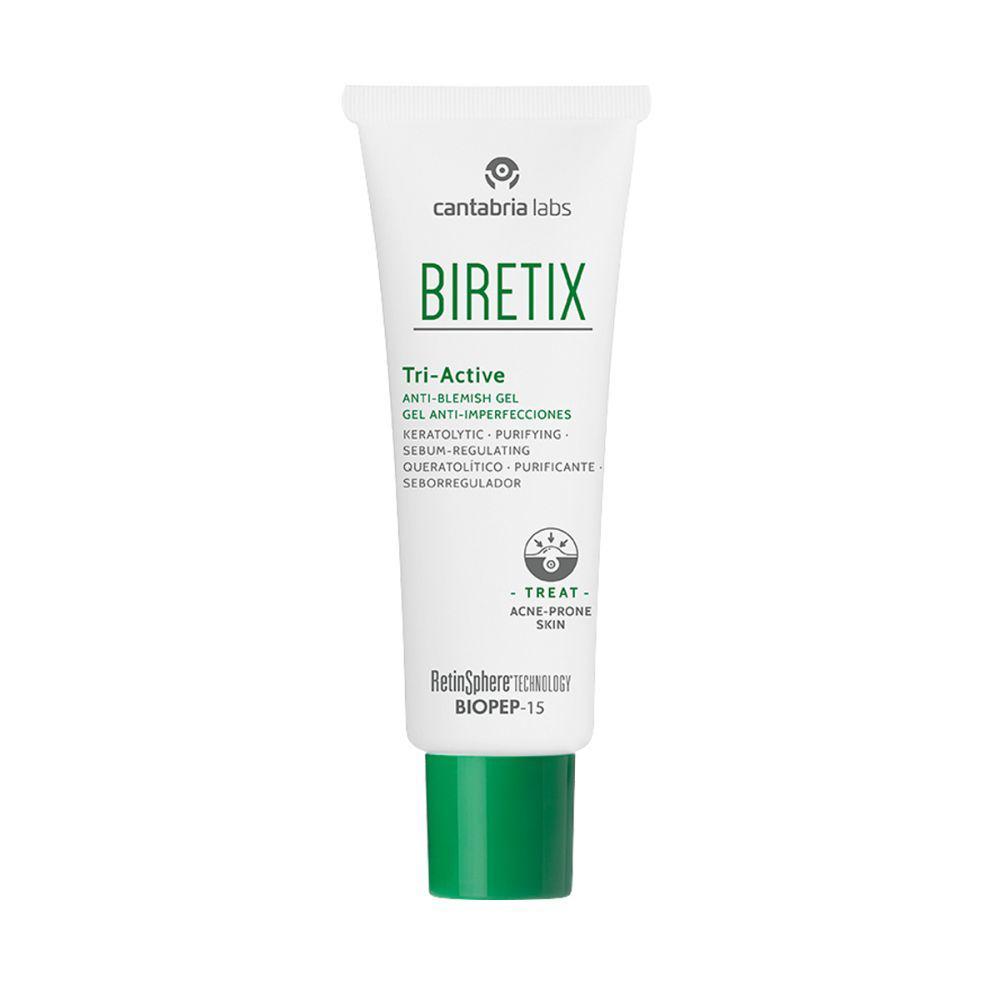 cantabria labs
BIRETIX
Tri-Active
ANTI-BLEMISH GEL
GEL ANTI-IMPERFECCIONES
KERATOLYTIC · PURIFYING ·
SEBUM-REGULATING
QUERATOLÍTICO · PURIFICANTE ·
SEBORREGULADOR
- TREAT -
ACNE-PRONE
SKIN
RetinSphere® TECHNOLOGY
BIOPEP-15